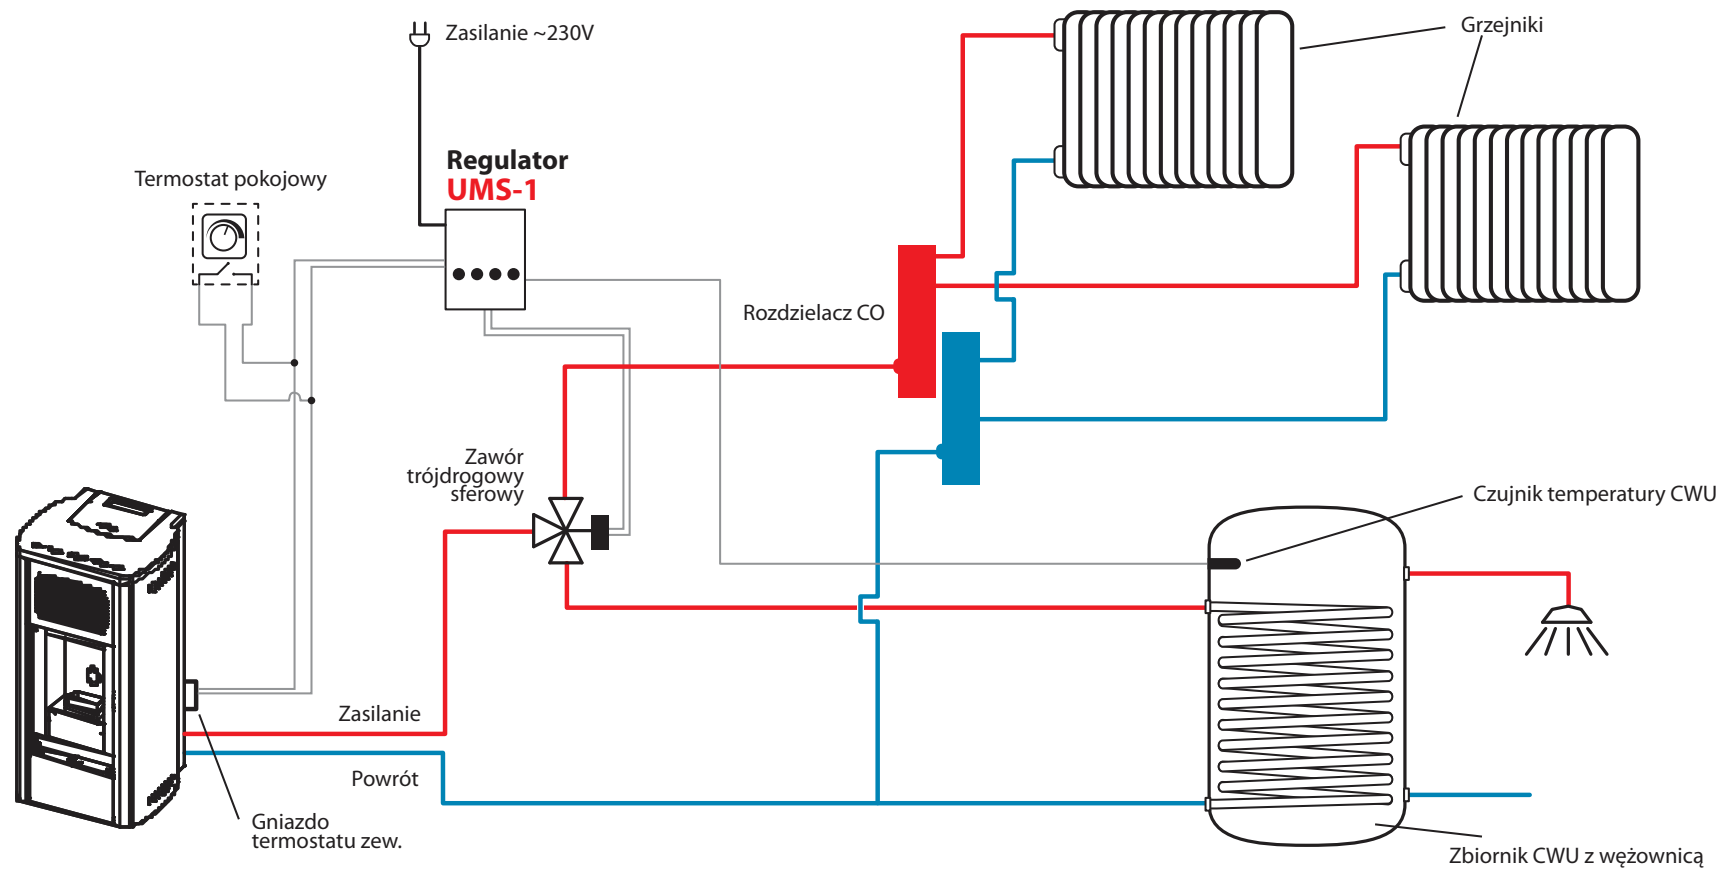 Zasilanie ~230V
Grzejniki
Regulator
UMS-1
Termostat pokojowy
Rozdzielacz CO
Zawór
trójdrogowy
sferowy
Czujnik temperatury CWU
Zasilanie
Powrót
Gniazdo
termostatu zew.
Zbiornik CWU z wężownicą